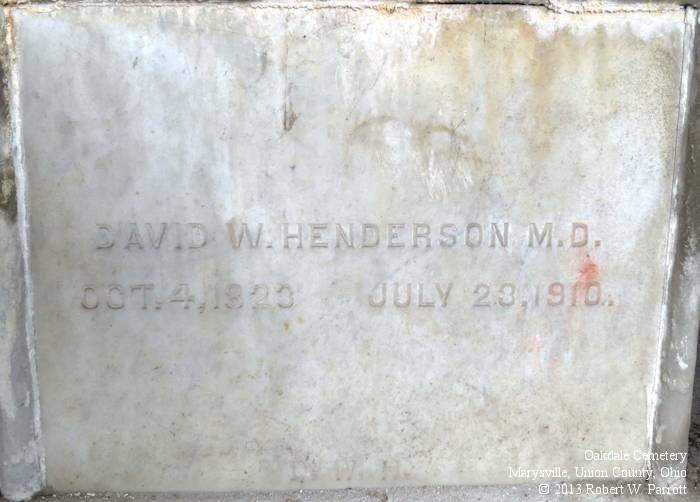 DAVID W. HENDERSON M.D.
OCT. 4, 1823 JULY 23, 1910.
Oakdale Cemetery
Marysville, Union County, Ohio
© 2013 Robert W. Parrott